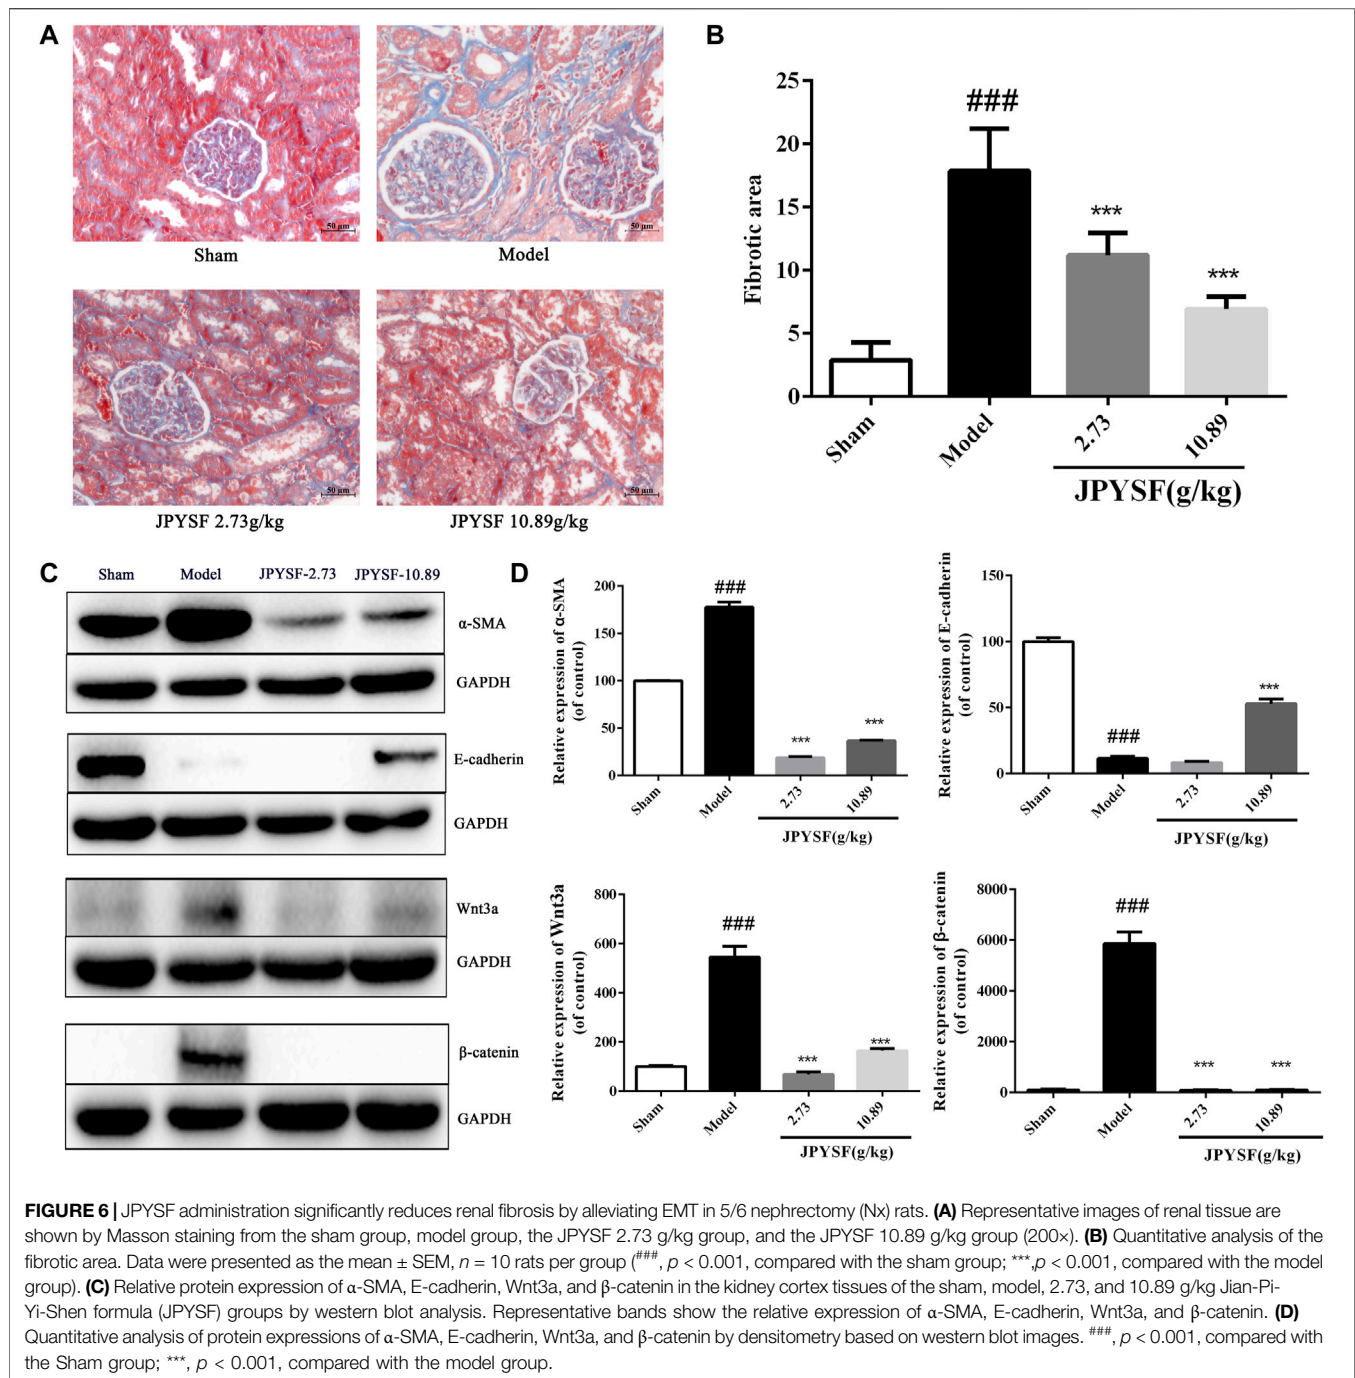 A
50 μm
50 μm
Sham
Model
50 μm
50 μm
JPYSF 2.73g/kg
JPYSF 10.89g/kg
B
Fibrotic area
25
20
15
10
5
0
###
***
***
Sham
Model
2.73
10.89
JPYSF(g/kg)
C
Sham
Model
JPYSF-2.73
JPYSF-10.89
α-SMA
GAPDH
E-cadherin
GAPDH
Wnt3a
GAPDH
β-catenin
GAPDH
D
Relative expression of α-SMA
(of control)
200
150
100
50
0
###
***
***
Sham
Model
2.73
10.89
JPYSF(g/kg)
Relative expression of E-cadherin
(of control)
150
100
50
0
###
***
Sham
Model
2.73
10.89
JPYSF(g/kg)
Relative expression of Wnt3a
(of control)
800
600
400
200
0
###
***
***
Sham
Model
2.73
10.89
JPYSF(g/kg)
Relative expression of β-catenin
(of control)
8000
6000
4000
2000
0
###
***
***
Sham
Model
2.73
10.89
JPYSF(g/kg)
FIGURE 6 | JPYSF administration significantly reduces renal fibrosis by alleviating EMT in 5/6 nephrectomy (Nx) rats. (A) Representative images of renal tissue are
shown by Masson staining from the sham group, model group, the JPYSF 2.73 g/kg group, and the JPYSF 10.89 g/kg group (200×). (B) Quantitative analysis of the
fibrotic area. Data were presented as the mean ± SEM, n = 10 rats per group (###, p < 0.001, compared with the sham group; ***,p < 0.001, compared with the model
group). (C) Relative protein expression of α-SMA, E-cadherin, Wnt3a, and β-catenin in the kidney cortex tissues of the sham, model, 2.73, and 10.89 g/kg Jian-Pi-
Yi-Shen formula (JPYSF) groups by western blot analysis. Representative bands show the relative expression of α-SMA, E-cadherin, Wnt3a, and β-catenin. (D)
Quantitative analysis of protein expressions of α-SMA, E-cadherin, Wnt3a, and β-catenin by densitometry based on western blot images. ###, p < 0.001, compared with
the Sham group; ***, p < 0.001, compared with the model group.